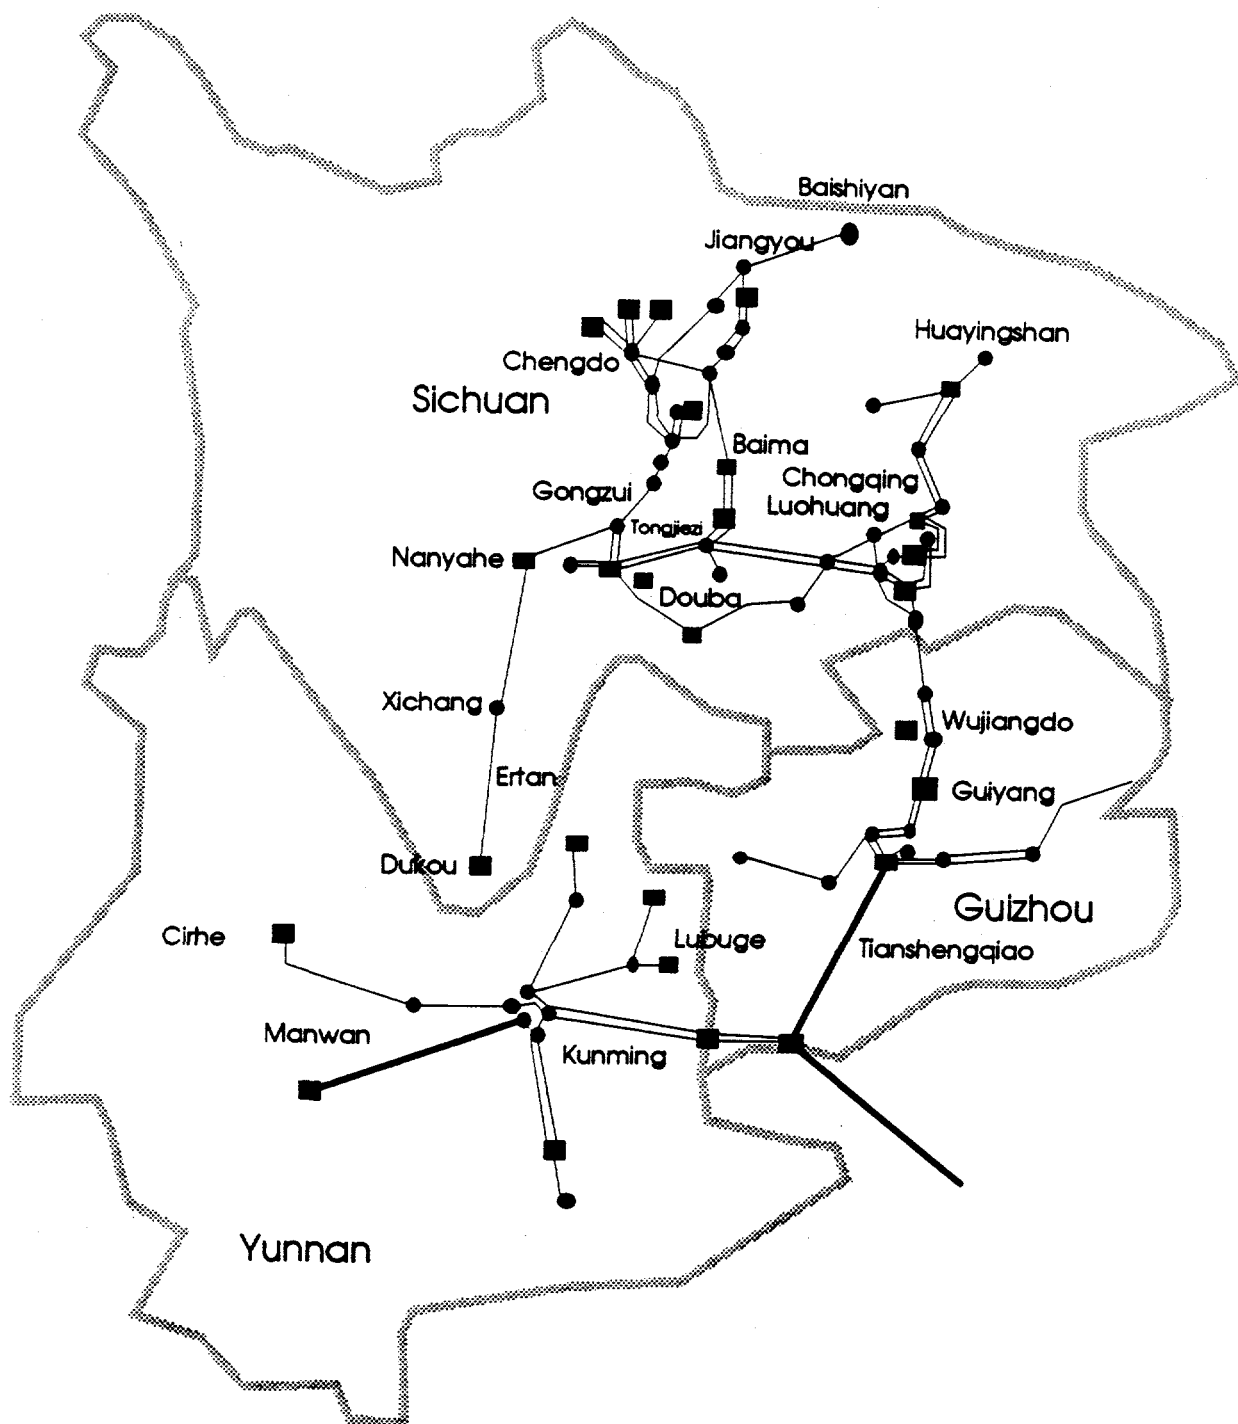 Baishiyan
Jiangyou
Huayingshan
Chengdo
Sichuan
Baima
Chongqing
Gongzui
Luohuang
Tongjiezi
Nanyahe
Douba
Xichang
Wujiangdo
Ertan
Guiyang
Dukou
Guizhou
Cirhe
Lubuge
Tianshengqiao
Manwan
Kunming
Yunnan